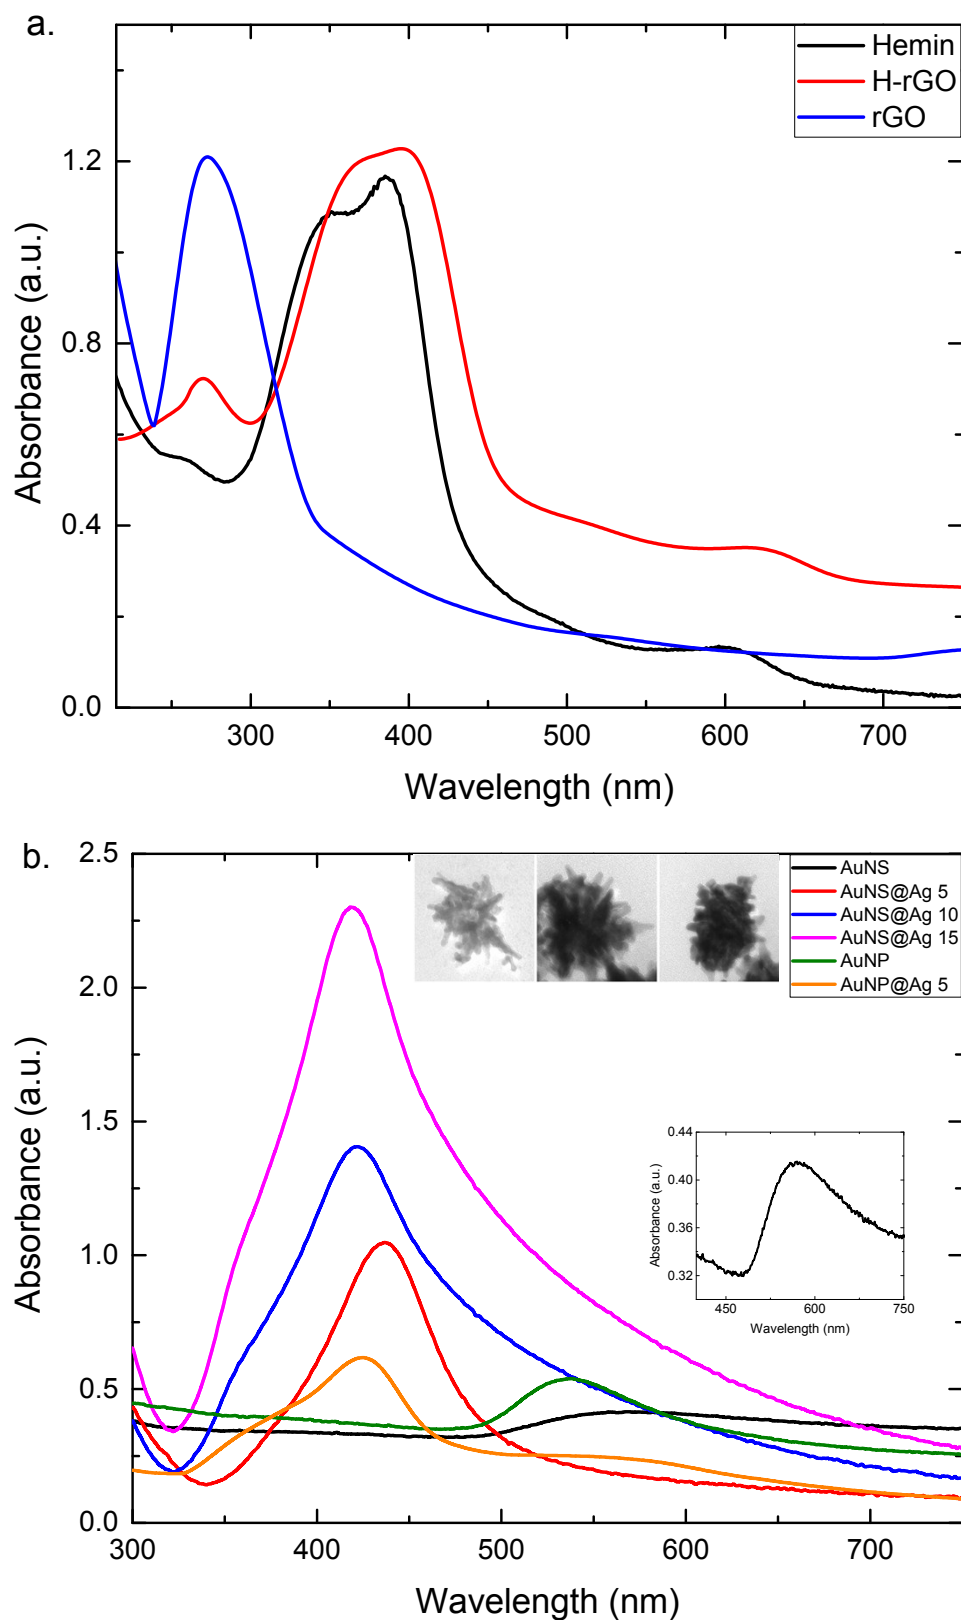 a.
Hemin
H-rGO
rGO
1.2
0.8
0.4
0.0
Absorbance (a.u.)
300 400 500 600 700
Wavelength (nm)
b.
2.5
2.0
1.5
1.0
0.5
0.0
Absorbance (a.u.)
AuNS
AuNS@Ag 5
AuNS@Ag 10
AuNS@Ag 15
AuNP
AuNP@Ag 5
0.44
0.40
0.36
0.32
Absorbance (a.u.)
450 600 750
Wavelength (nm)
300 400 500 600 700
Wavelength (nm)